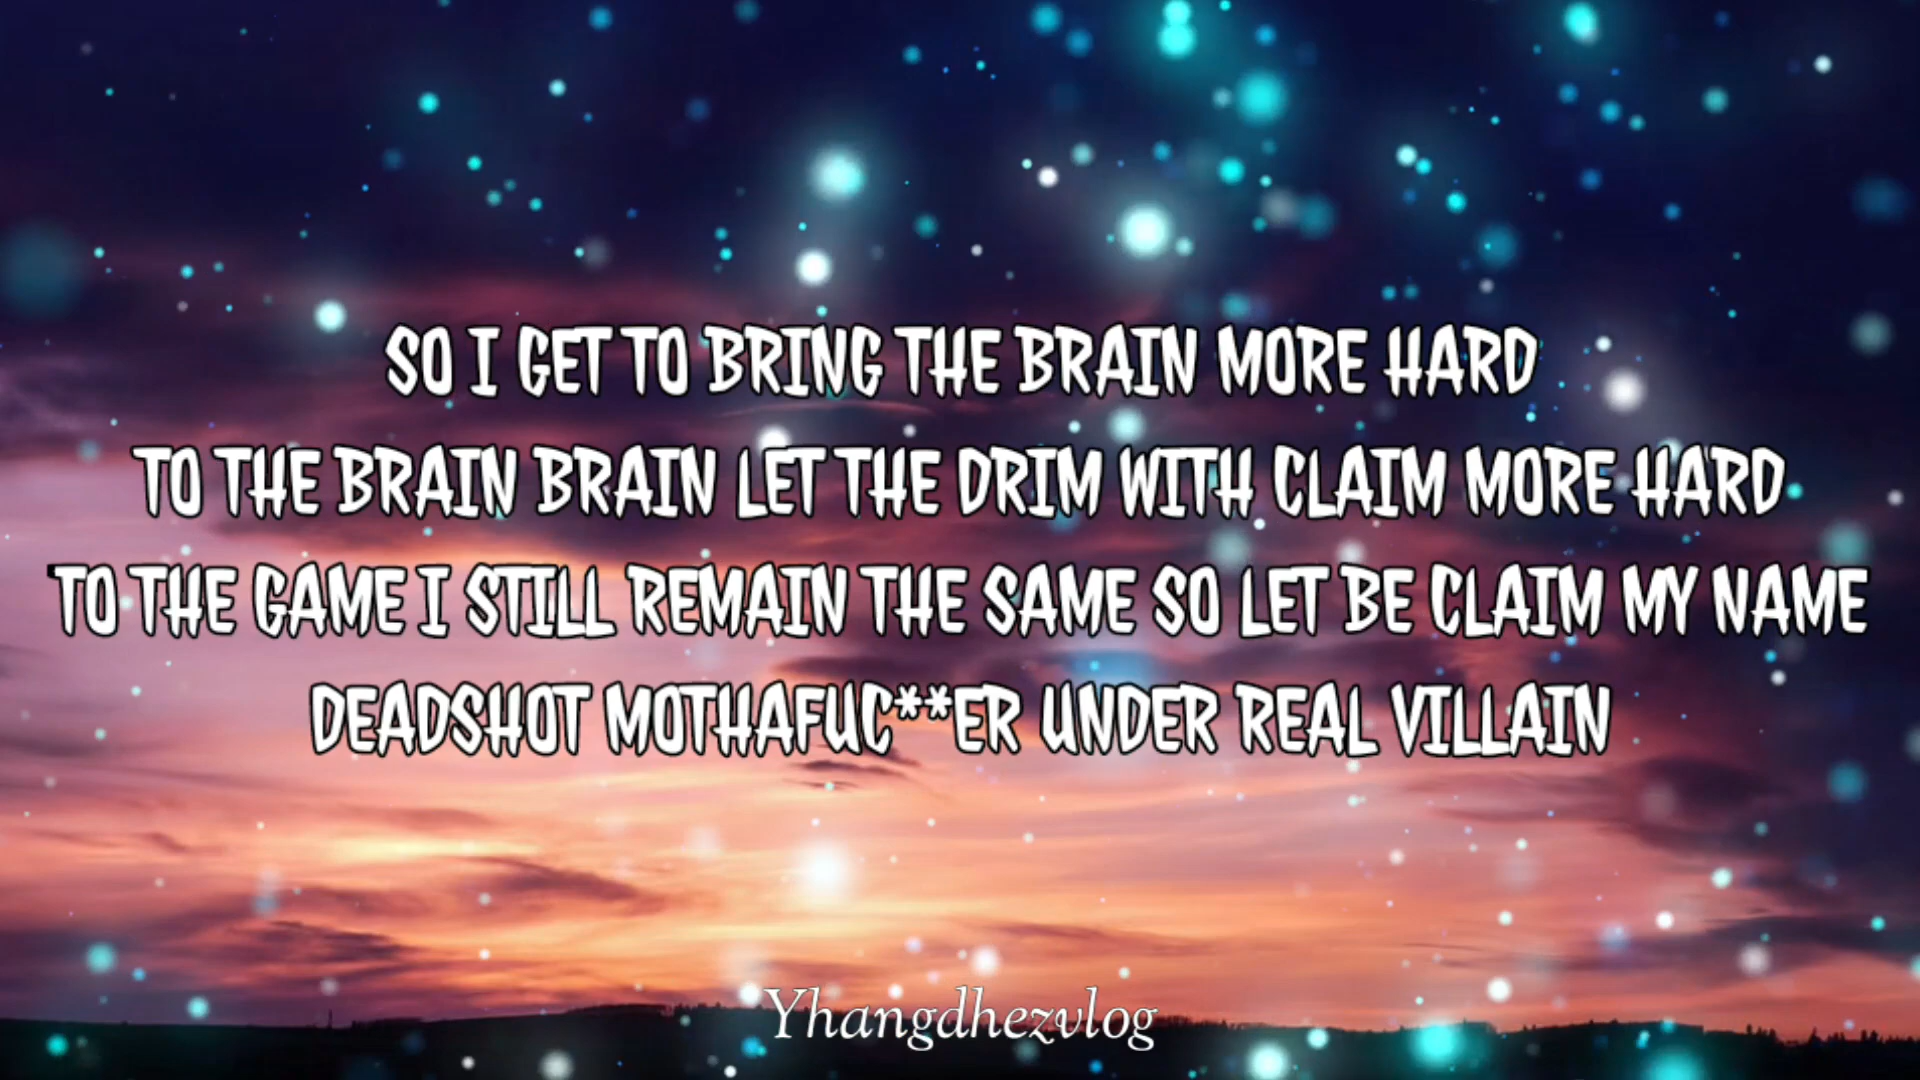 SO I GET TO BRING THE BRAIN MORE HARD
TO THE BRAIN BRAIN LET THE DRIM WITH CLAIM MORE HARD
TO THE GAME I STILL REMAIN THE SAME SO LET BE CLAIM MY NAME
DEADSHOT MOTHAFUC**ER UNDER REAL VILLAIN
Yhangdhezvlog